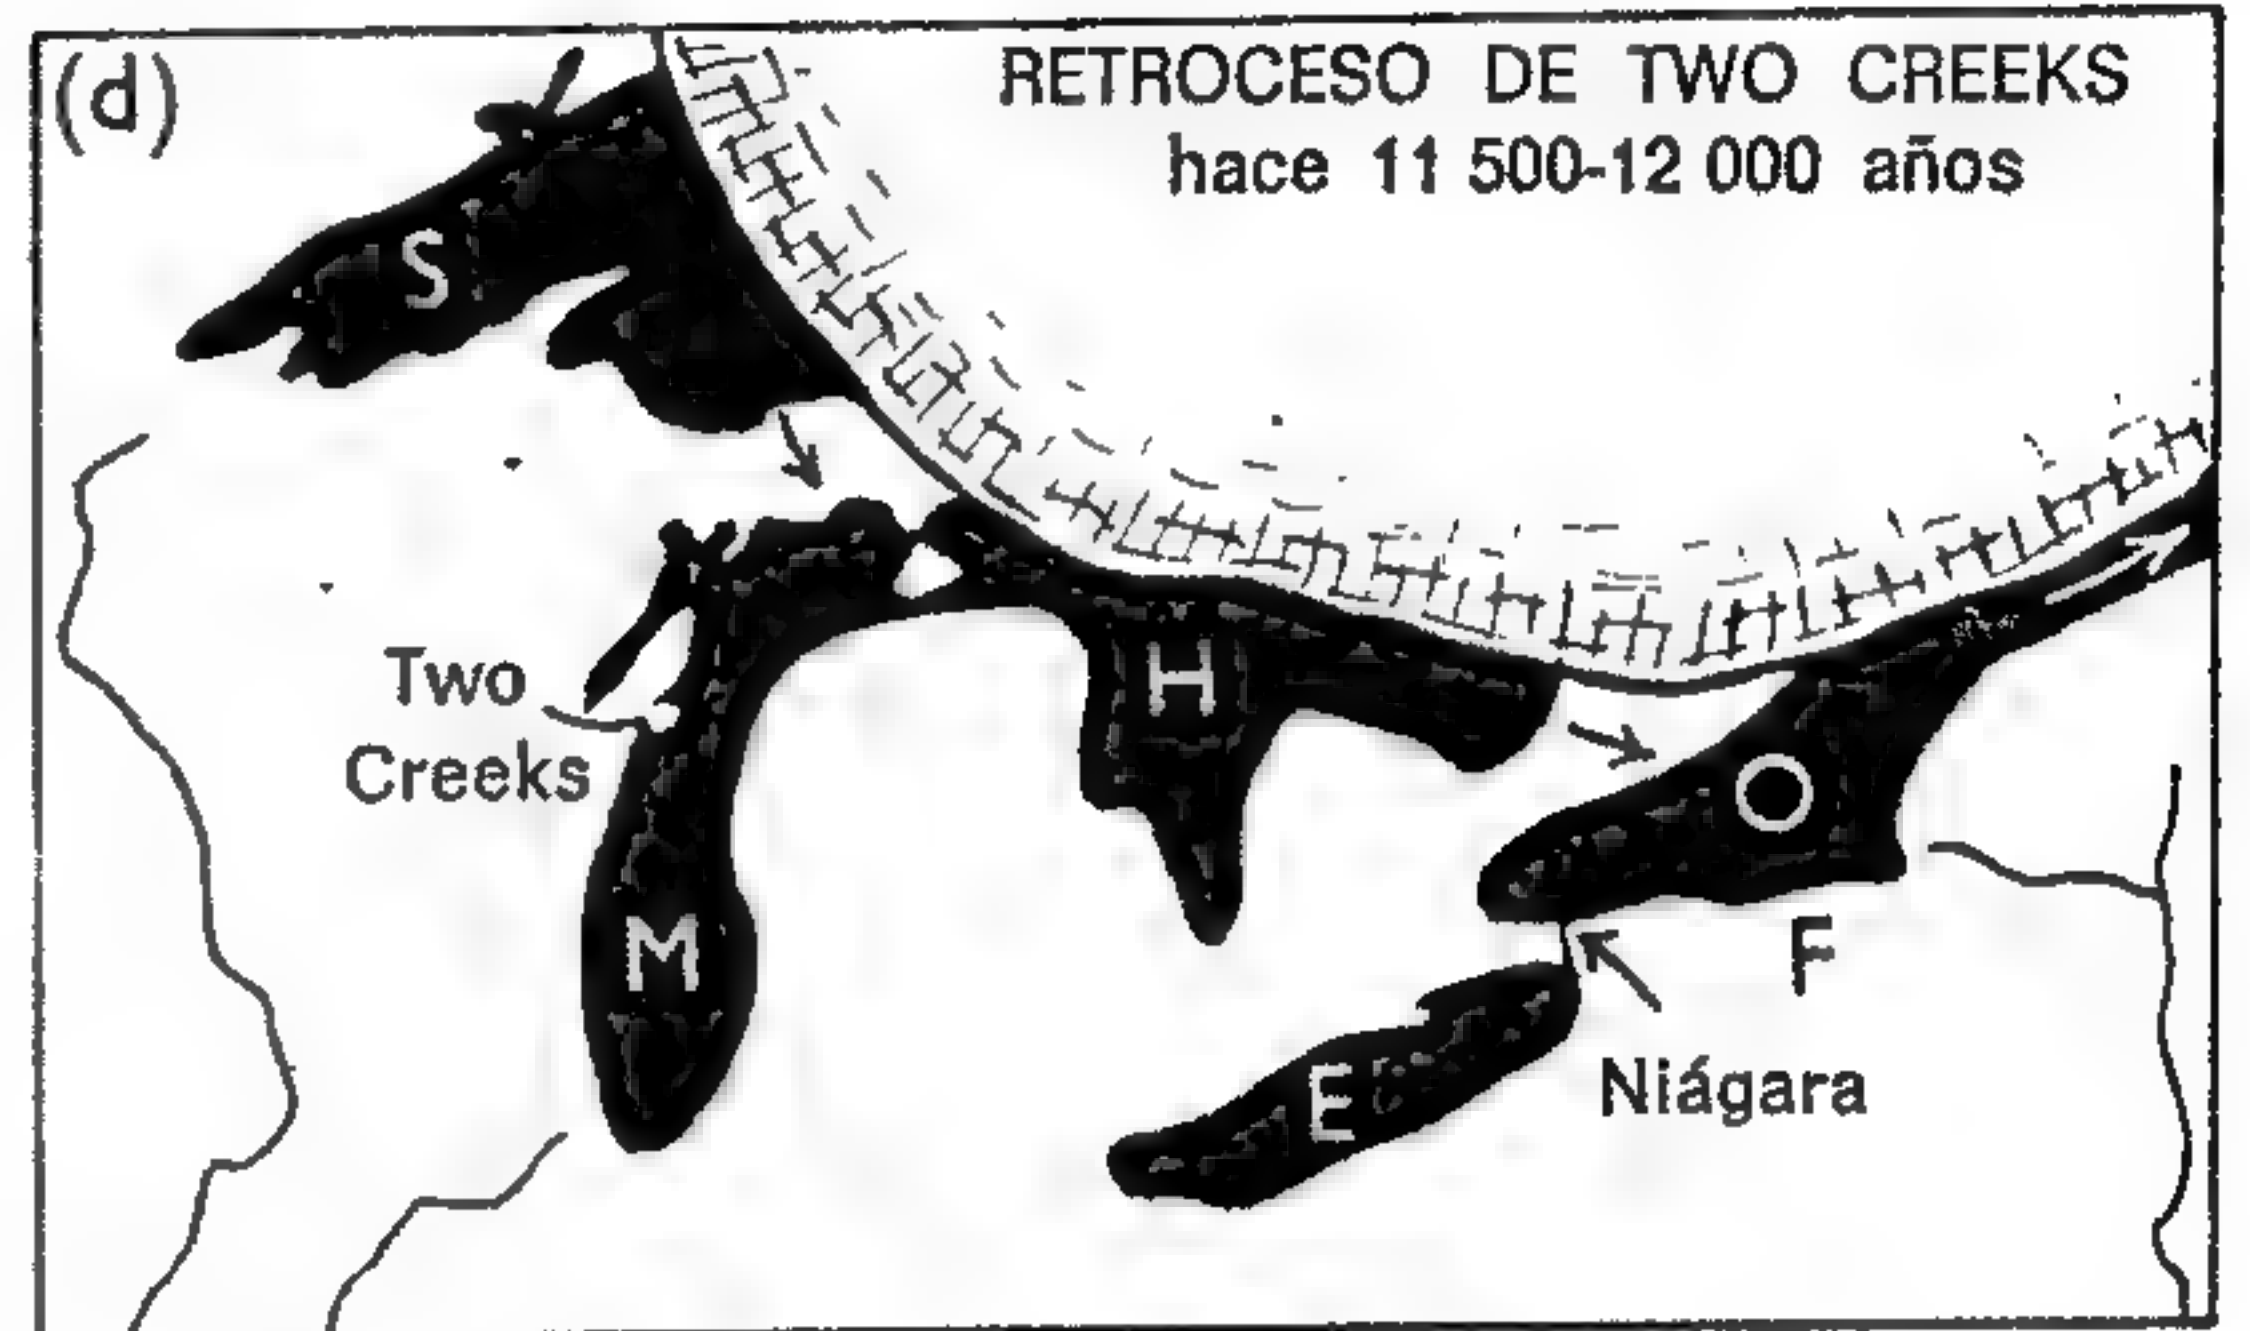 (d)
RETROCESO DE TWO CREEKS
hace 11 500-12 000 años
S
Two
Creeks
H
O
M
F
E
Niágara